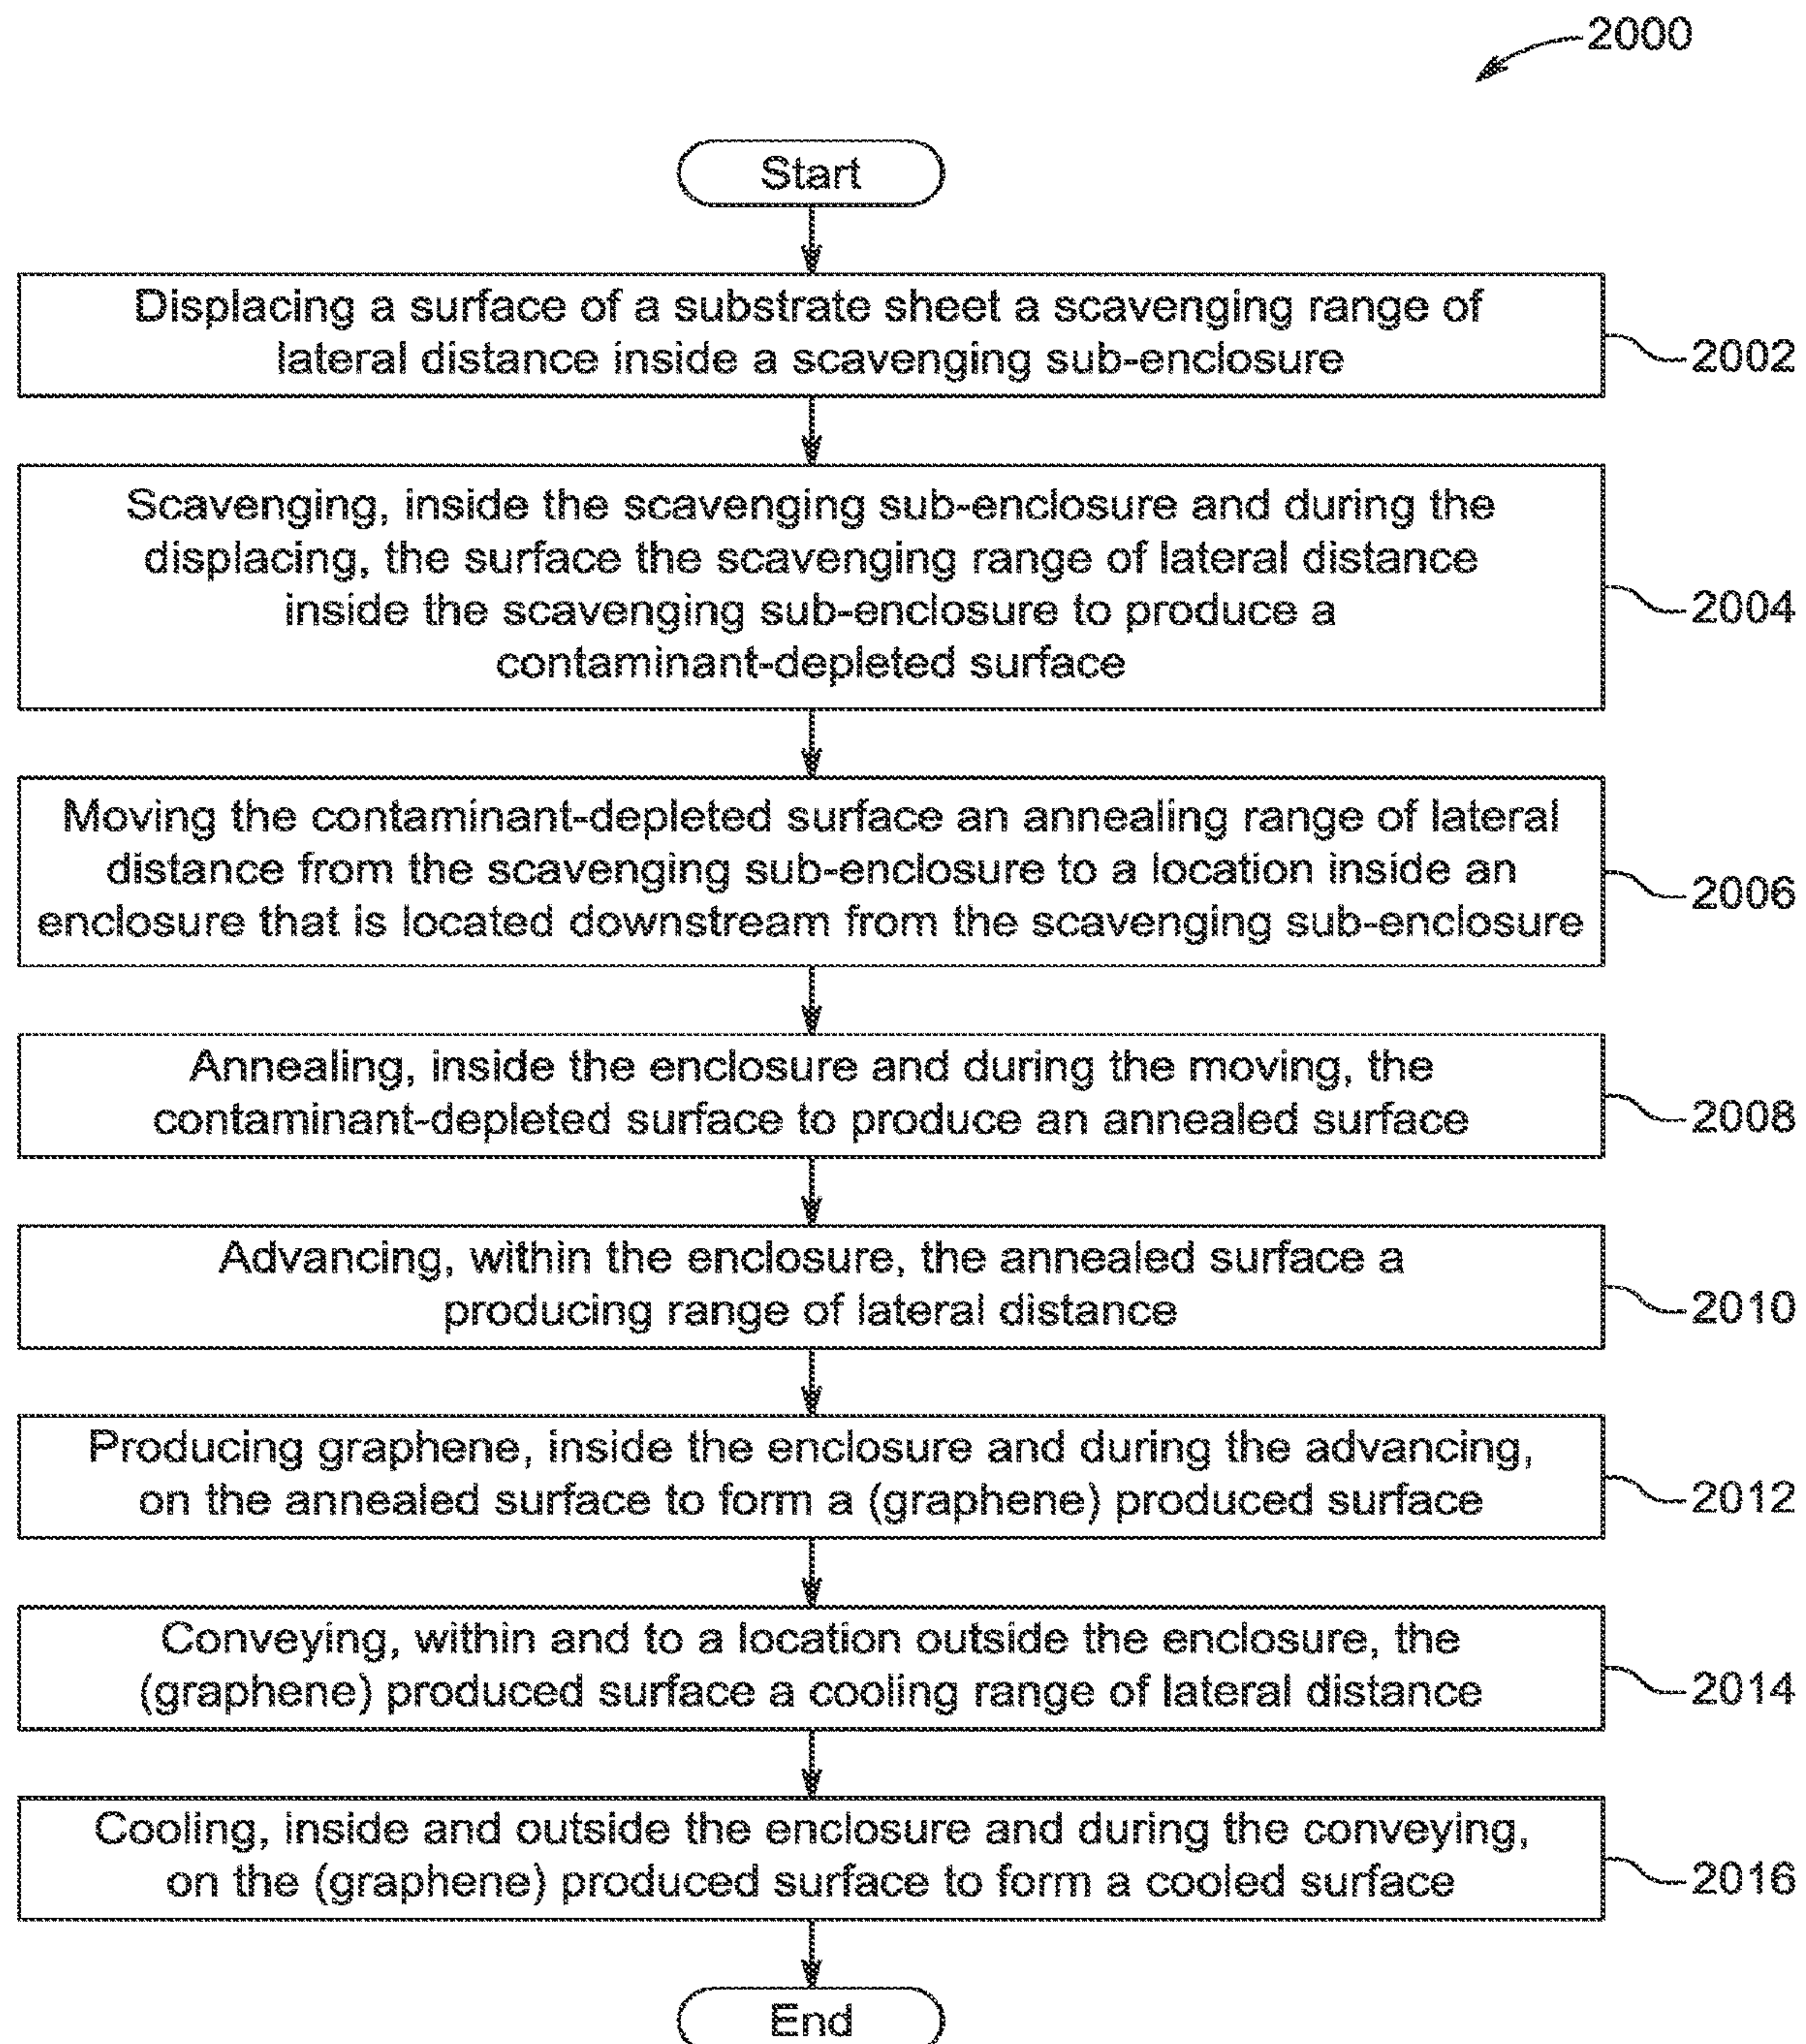 2000
Start
Displacing a surface of a substrate sheet a scavenging range of
lateral distance inside a scavenging sub-enclosure
2002
Scavenging, inside the scavenging sub-enclosure and during the
displacing, the surface the scavenging range of lateral distance
inside the scavenging sub-enclosure to produce a
contaminant-depleted surface
2004
Moving the contaminant-depleted surface an annealing range of lateral
distance from the scavenging sub-enclosure to a location inside an
enclosure that is located downstream from the scavenging sub-enclosure
2006
Annealing, inside the enclosure and during the moving, the
contaminant-depleted surface to produce an annealed surface
2008
Advancing, within the enclosure, the annealed surface a
producing range of lateral distance
2010
Producing graphene, inside the enclosure and during the advancing,
on the annealed surface to form a (graphene) produced surface
2012
Conveying, within and to a location outside the enclosure, the
(graphene) produced surface a cooling range of lateral distance
2014
Cooling, inside and outside the enclosure and during the conveying,
on the (graphene) produced surface to form a cooled surface
2016
End